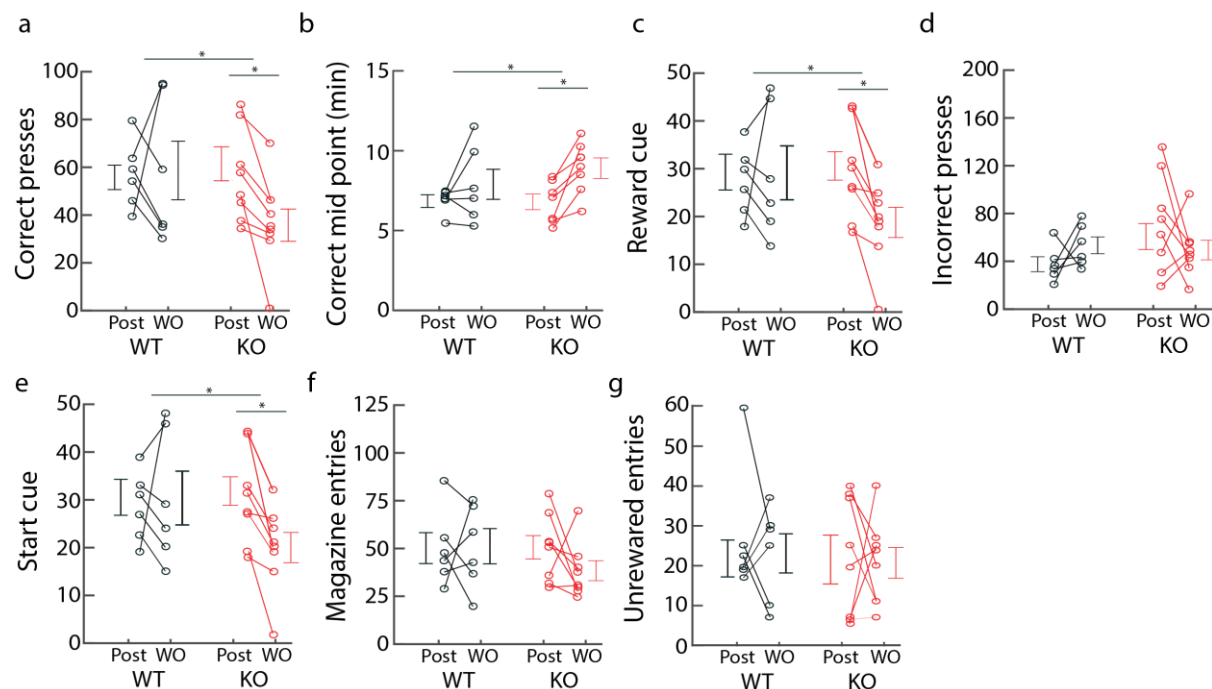 a
b
c
d
*
*
*
*
*
*
100
80
60
40
20
0
Correct presses
Post WO Post WO
WT KO
15
10
5
0
Correct mid point (min)
Post WO Post WO
WT KO
50
40
30
20
10
0
Reward cue
Post WO Post WO
WT KO
200
160
120
80
40
0
Incorrect presses
Post WO Post WO
WT KO
e
f
g
*
*
50
40
30
20
10
0
Start cue
Post WO Post WO
WT KO
125
100
75
50
25
0
Magazine entries
Post WO Post WO
WT KO
60
50
40
30
20
10
0
Unrewared entries
Post WO Post WO
WT KO